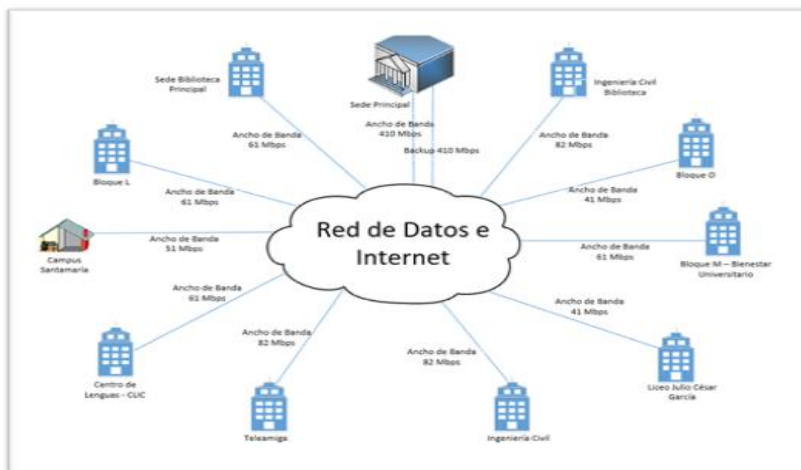 Sede Biblioteca
Principal
Sede Principal
Ingeniería Civil
Biblioteca
Ancho de Banda
410 Mbps
Backup 410 Mbps
Ancho de Banda
61 Mbps
Ancho de Banda
82 Mbps
Bloque L
Bloque O
Ancho de Banda
61 Mbps
Ancho de Banda
41 Mbps
Red de Datos e
Internet
Campus
Santamaría
Ancho de Banda
51 Mbps
Ancho de Banda
61 Mbps
Bloque M – Bienestar
Universitario
Ancho de Banda
61 Mbps
Ancho de Banda
41 Mbps
Ancho de Banda
82 Mbps
Ancho de Banda
82 Mbps
Centro de
Lenguas - CLIC
Liceo Julio César
García
Teleamiga
Ingeniería Civil